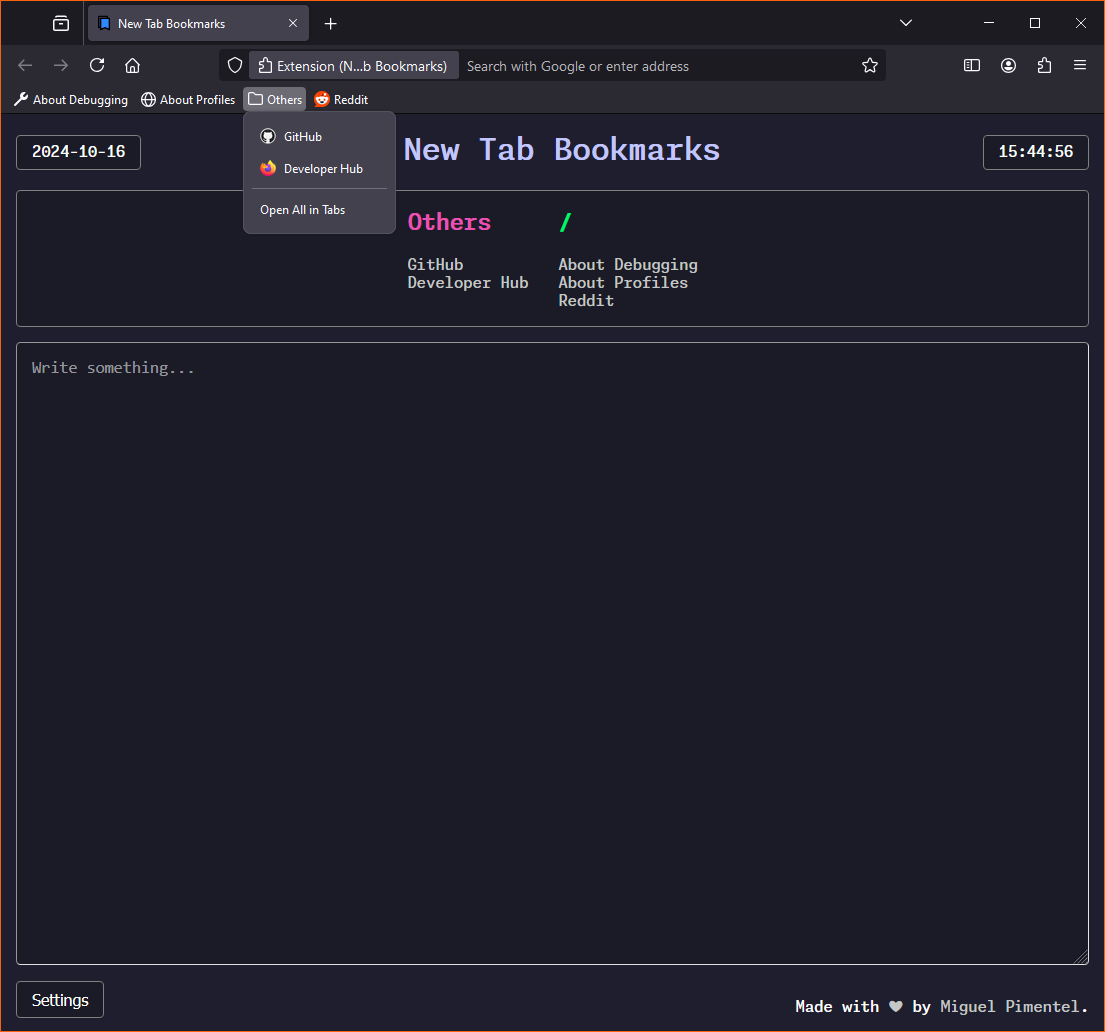 New Tab Bookmarks
Extension (N...b Bookmarks) Search with Google or enter address
About Debugging About Profiles Others Reddit
GitHub
Developer Hub
Open All in Tabs
2024-10-16
New Tab Bookmarks
15:44:56
Others
GitHub
Developer Hub
/
About Debugging
About Profiles
Reddit
Write something...
Settings
Made with ♥ by Miguel Pimentel.